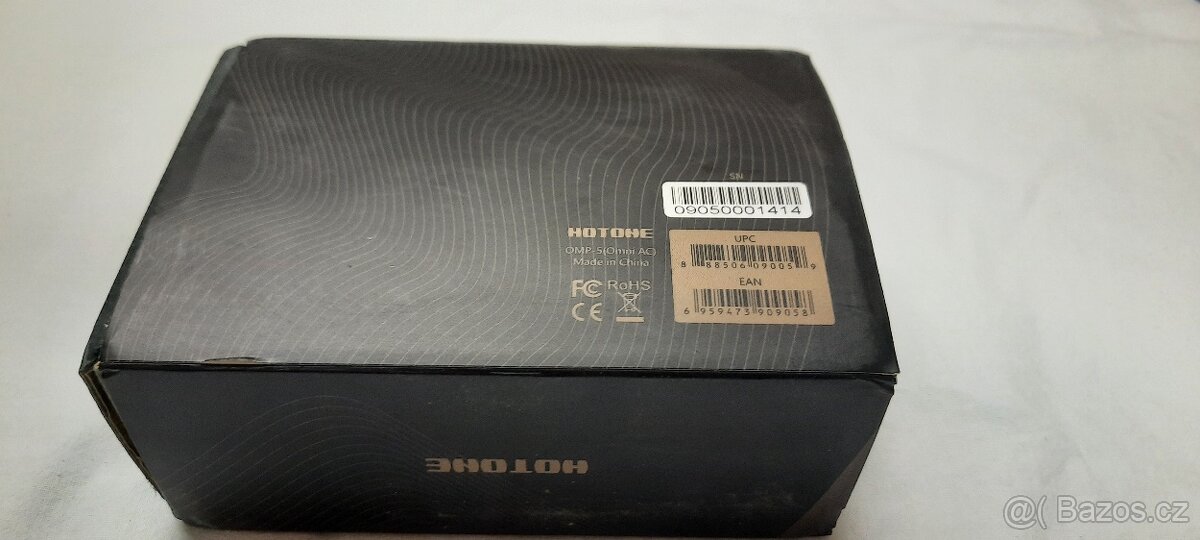 SN
09050001414
HOTONE
OMP-5(Omni AC)
Made in China
FC RoHS
CE
UPC
8 88506 09005 9
EAN
6 959473 909058
HOTONE
@( Bazos.cz